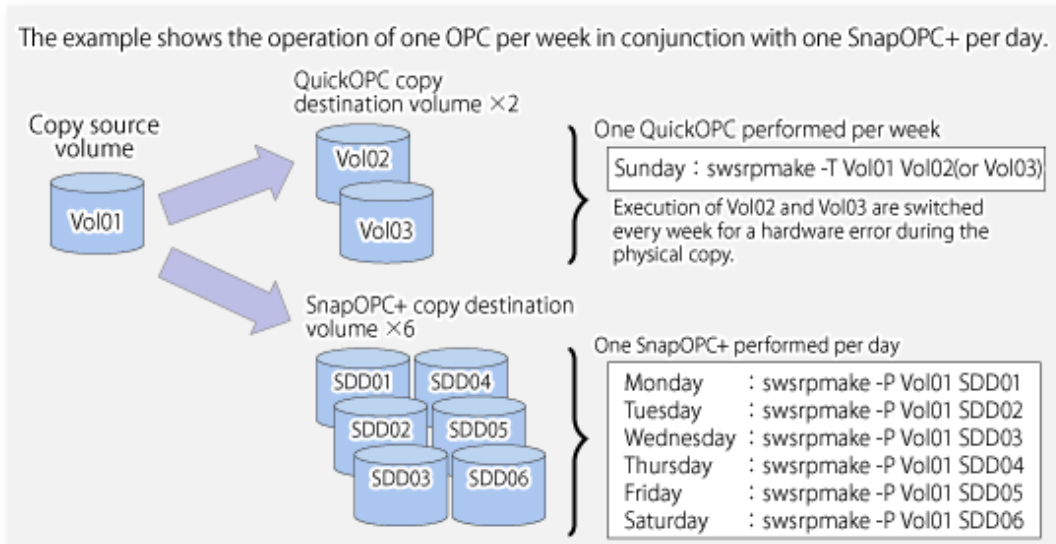 The example shows the operation of one OPC per week in conjunction with one SnapOPC+ per day.
QuickOPC copy
destination volume ×2
Copy source
volume
Vol01
Vol02
Vol03
One QuickOPC performed per week
Sunday : swsrpmake -T Vol01 Vol02(or Vol03)
Execution of Vol02 and Vol03 are switched
every week for a hardware error during the
physical copy.
SnapOPC+ copy destination
volume ×6
SDD01
SDD04
SDD02
SDD05
SDD03
SDD06
One SnapOPC+ performed per day
Monday : swsrpmake -P Vol01 SDD01
Tuesday : swsrpmake -P Vol01 SDD02
Wednesday : swsrpmake -P Vol01 SDD03
Thursday : swsrpmake -P Vol01 SDD04
Friday : swsrpmake -P Vol01 SDD05
Saturday : swsrpmake -P Vol01 SDD06